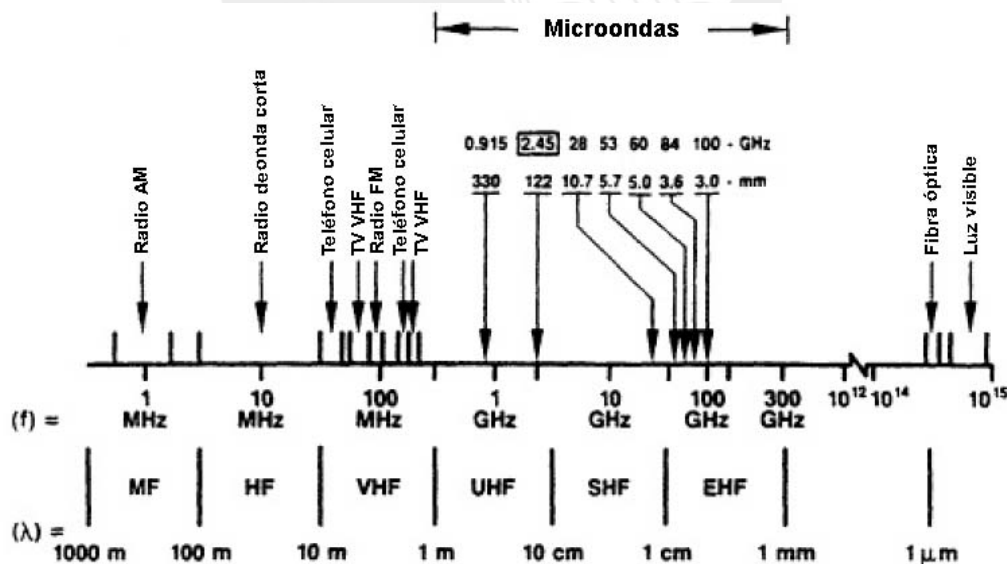 Microondas
Radio AM
Radio deonda corta
Teléfono celular
TV VHF
Radio FM
Teléfono celular
TV VHF
0.915 2.45 28 53 60 84 100 - GHz
330 122 10.7 5.7 5.0 3.6 3.0 - mm
Fibra óptica
Luz visible
(f) = 1 MHz 10 MHz 100 MHz 1 GHz 10 GHz 100 GHz 300 GHz 10¹² 10¹⁴ 10¹⁵
MF HF VHF UHF SHF EHF
(λ) = 1000 m 100 m 10 m 1 m 10 cm 1 cm 1 mm 1 μm